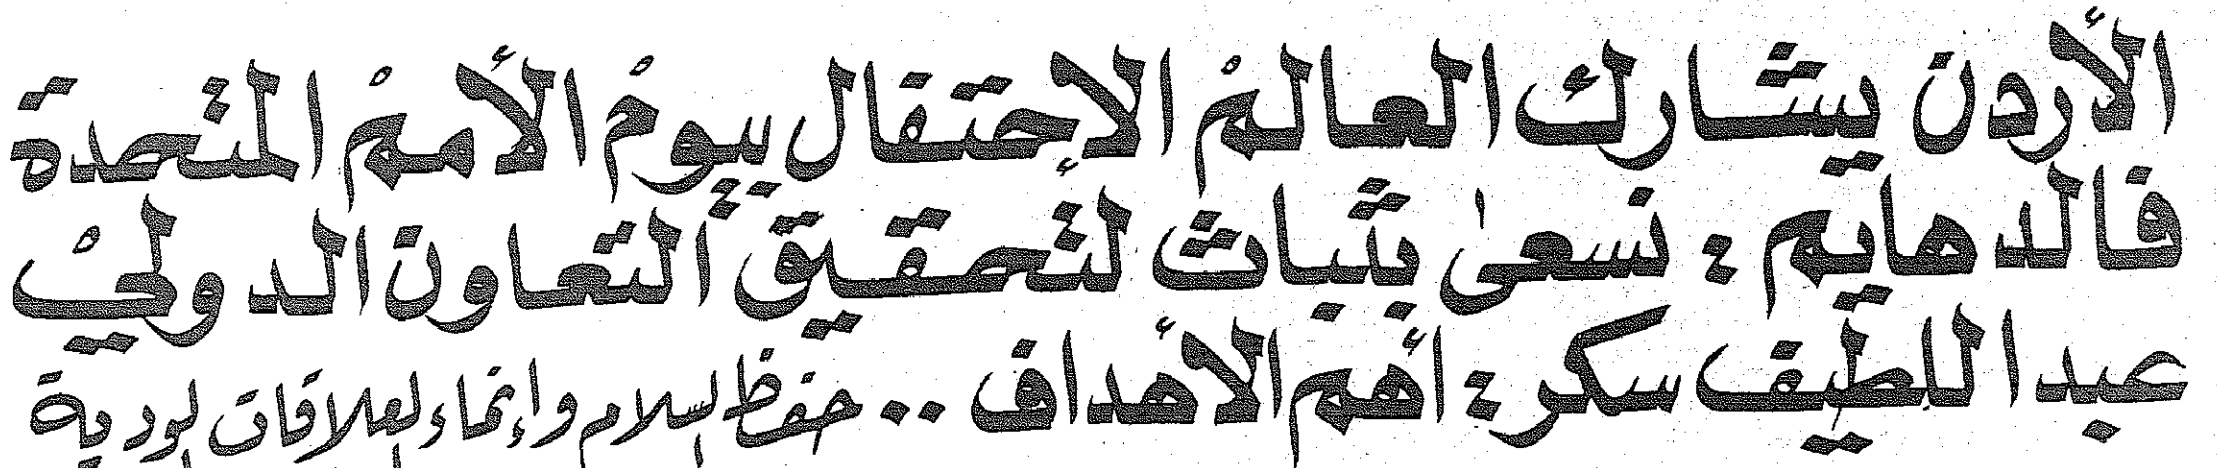 الأردن يشارك العالم الإحتفال بيوم الأمم المتحدة
فالدهايم : نسعى بثبات لتحقيق التعاون الدولي
عبد اللطيف سكر : أهم الأهداف .. حفظ السلام وإنماء العلاقات الودية